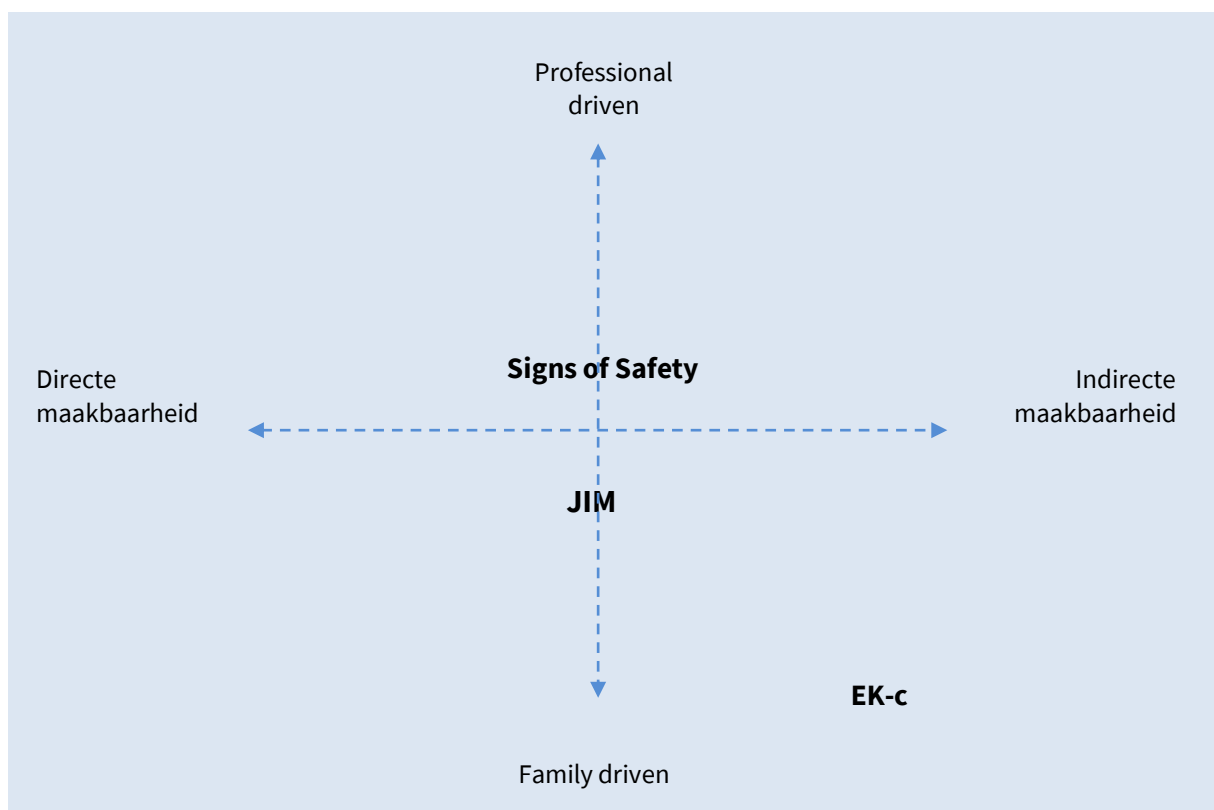 Professional
driven
Signs of Safety
Directe
maakbaarheid
Indirecte
maakbaarheid
JIM
EK-c
Family driven